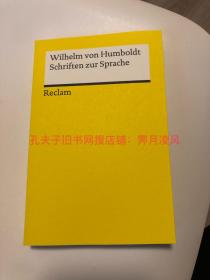 Wilhelm von Humboldt
Schriften zur Sprache
Reclam
孔夫子旧书网搜店铺：霁月凌风